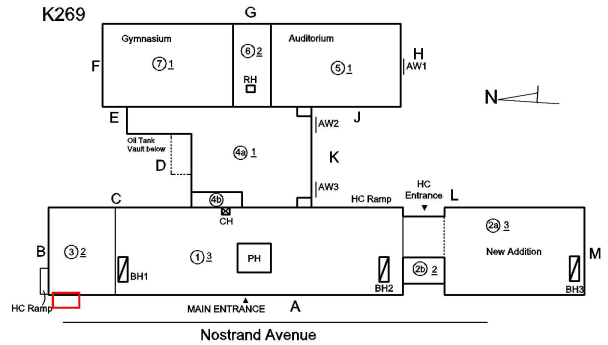 K269
G
Gymnasium
6 2
Auditorium
F
7 1
RH
5 1
H
AW1
N
E
AW2
J
Oil Tank
Vault below
D
4a 1
K
AW3
C
4b
HC Ramp
HC
Entrance
L
CH
B
3 2
1 3
PH
2a 3
New Addition
M
BH1
BH2
2b 2
BH3
HC
Ramp
MAIN ENTRANCE
A
Nostrand Avenue